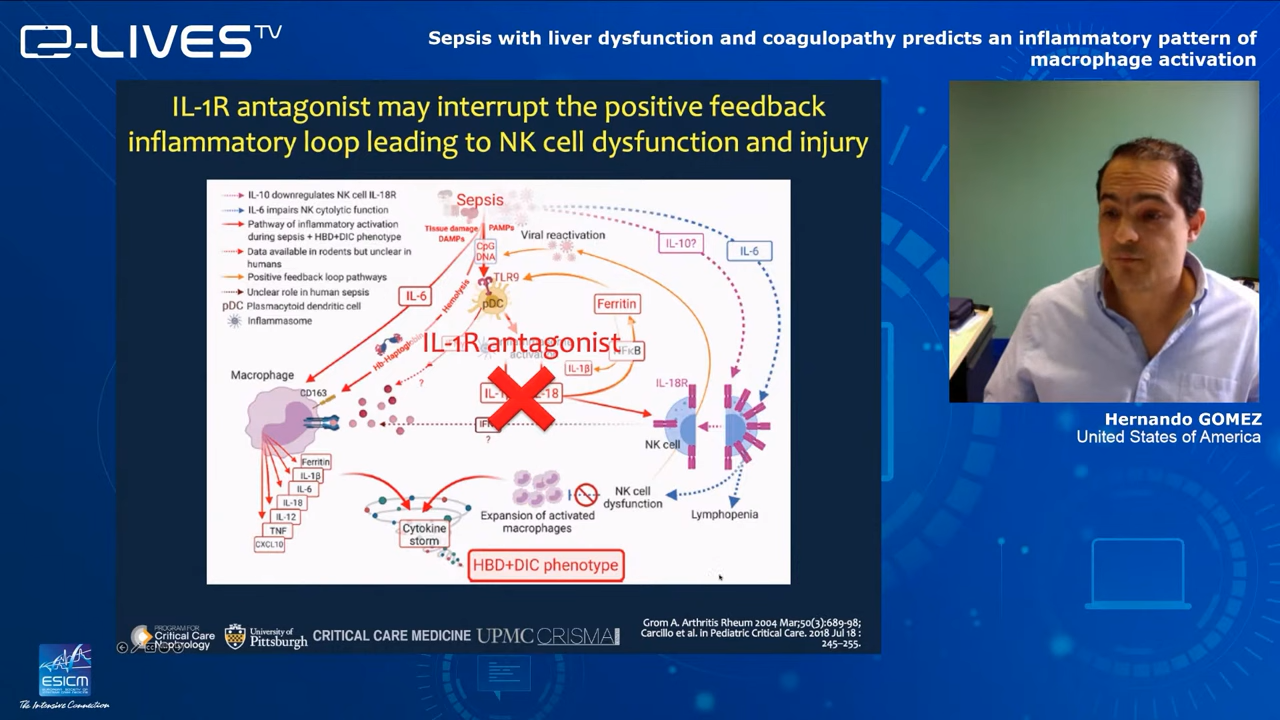 e-LIVES TV
Sepsis with liver dysfunction and coagulopathy predicts an inflammatory pattern of
macrophage activation
IL-1R antagonist may interrupt the positive feedback
inflammatory loop leading to NK cell dysfunction and injury
IL-10 downregulates NK cell IL-18R
IL-6 impairs NK cytolytic function
Pathway of inflammatory activation
during sepsis + HBD+DIC phenotype
Data available in rodents but unclear in
humans
Positive feedback loop pathways
Unclear role in human sepsis
pDC Plasmacytoid dendritic cell
Inflammasome
Sepsis
Tissue damage
DAMPs
PAMPs
CpG
DNA
Viral reactivation
IL-10?
IL-6
TLR9
IL-6
Hemolysis
pDC
Ferritin
IL-1R antagonist
NFκB
Hb-Haptoglobin
?
IL-1β
IL-18
Macrophage
CD163
IL-18R
?
NK cell
Ferritin
IL-1β
IL-6
IL-18
IL-12
TNF
CXCL10
Cytokine
storm
Expansion of activated
macrophages
NK cell
dysfunction
Lymphopenia
HBD+DIC phenotype
Hernando GOMEZ
United States of America
PROGRAM FOR
Critical Care
Nephrology
University of
Pittsburgh
CRITICAL CARE MEDICINE
UPMC
CRISMA
Grom A. Arthritis Rheum 2004 Mar;50(3):689-98;
Carcillo et al. in Pediatric Critical Care. 2018 Jul 18 :
245–255.
ESICM
The Intensive Connection